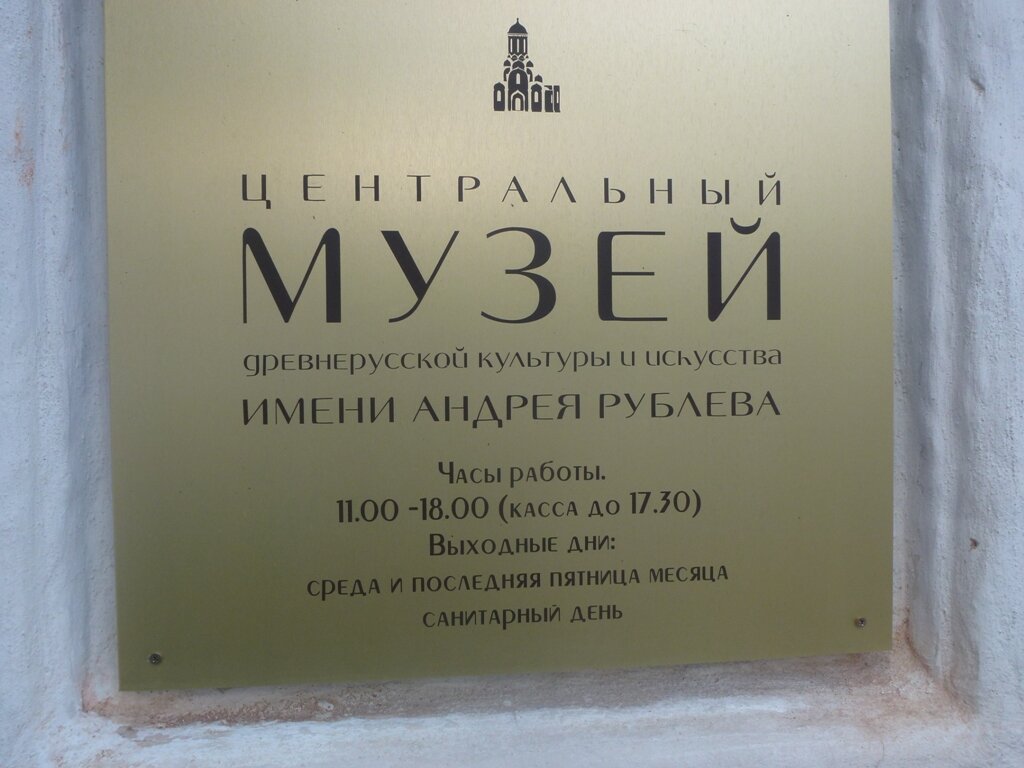 ЦЕНТРАЛЬНЫЙ
МУЗЕЙ
древнерусской культуры и искусства
ИМЕНИ АНДРЕЯ РУБЛЕВА
Часы работы.
11.00 -18.00 (касса до 17.30)
Выходные дни:
среда и последняя пятница месяца
санитарный день